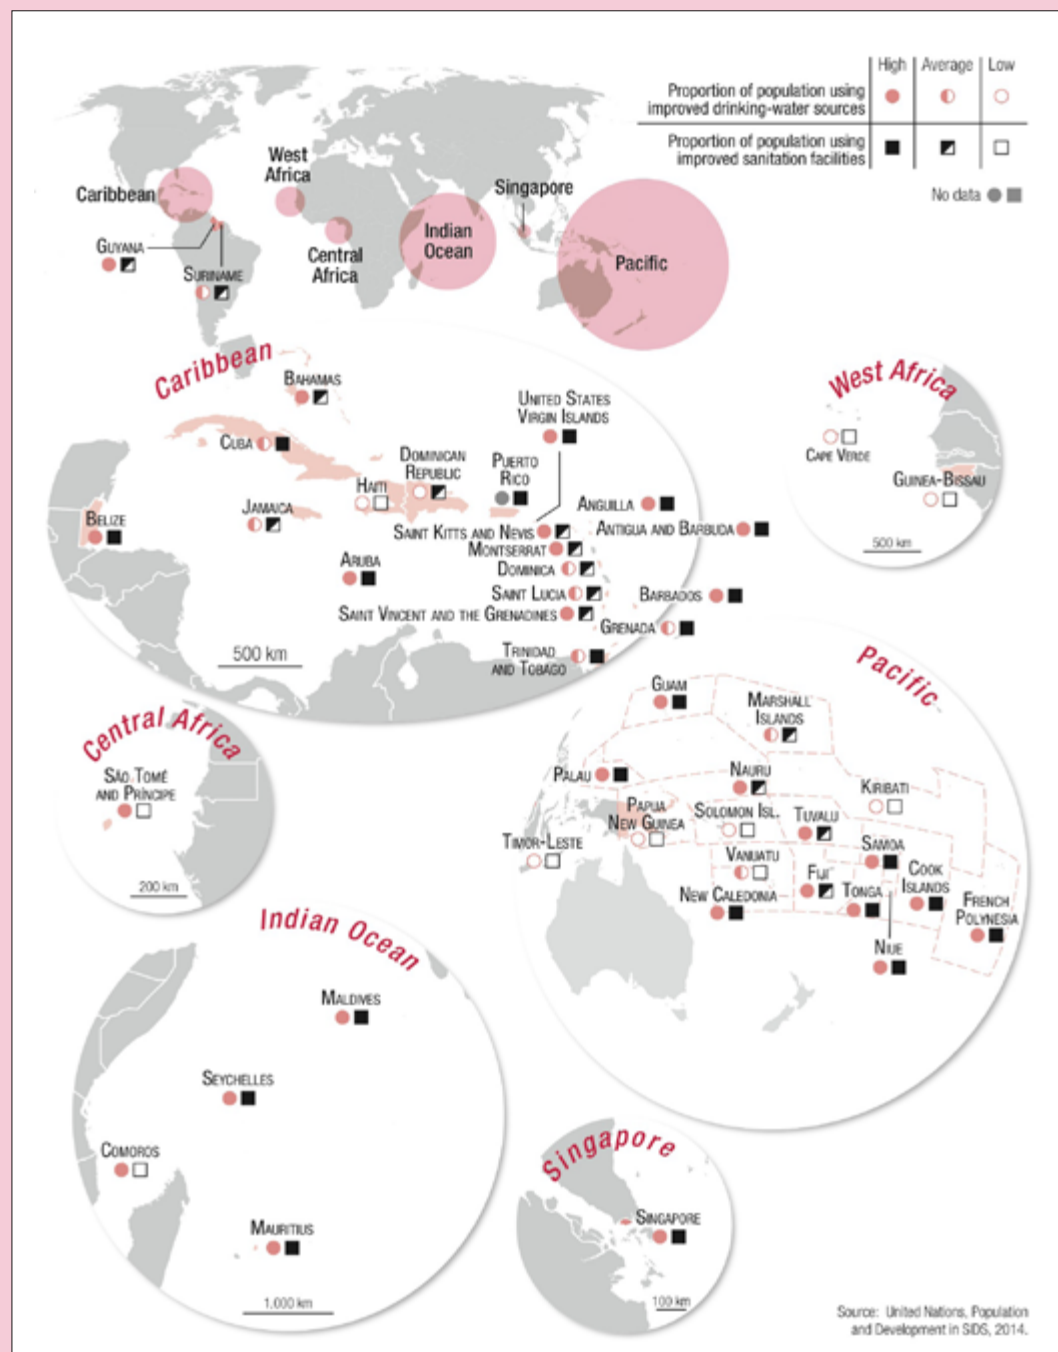 High Average Low
Proportion of population using
improved drinking-water sources
Proportion of population using
improved sanitation facilities
No data
Caribbean
West
Africa
Central
Africa
Indian
Ocean
Singapore
Pacific
GUYANA
SURINAME
Caribbean
BAHAMAS
CUBA
UNITED STATES
VIRGIN ISLANDS
DOMINICAN
REPUBLIC
PUERTO
RICO
HAITI
JAMAICA
BELIZE
ARUBA
ANGUILLA
SAINT KITTS AND NEVIS
ANTIGUA AND BARBUDA
MONTSERRAT
DOMINICA
SAINT LUCIA
BARBADOS
SAINT VINCENT AND THE GRENADINES
GRENADA
TRINIDAD
AND TOBAGO
500 km
West Africa
CAPE VERDE
GUINEA-BISSAU
500 km
Central Africa
SÃO TOMÉ
AND PRÍNCIPE
200 km
Pacific
GUAM
MARSHALL
ISLANDS
PALAU
NAURU
KIRIBATI
PAPUA
NEW GUINEA
SOLOMON ISL.
TUVALU
TIMOR-LESTE
VANUATU
SAMOA
FIJI
COOK
ISLANDS
NEW CALEDONIA
TONGA
FRENCH
POLYNESIA
NIUE
Indian Ocean
MALDIVES
SEYCHELLES
COMOROS
MAURITIUS
1,000 km
Singapore
SINGAPORE
100 km
Source: United Nations, Population
and Development in SIDS, 2014.